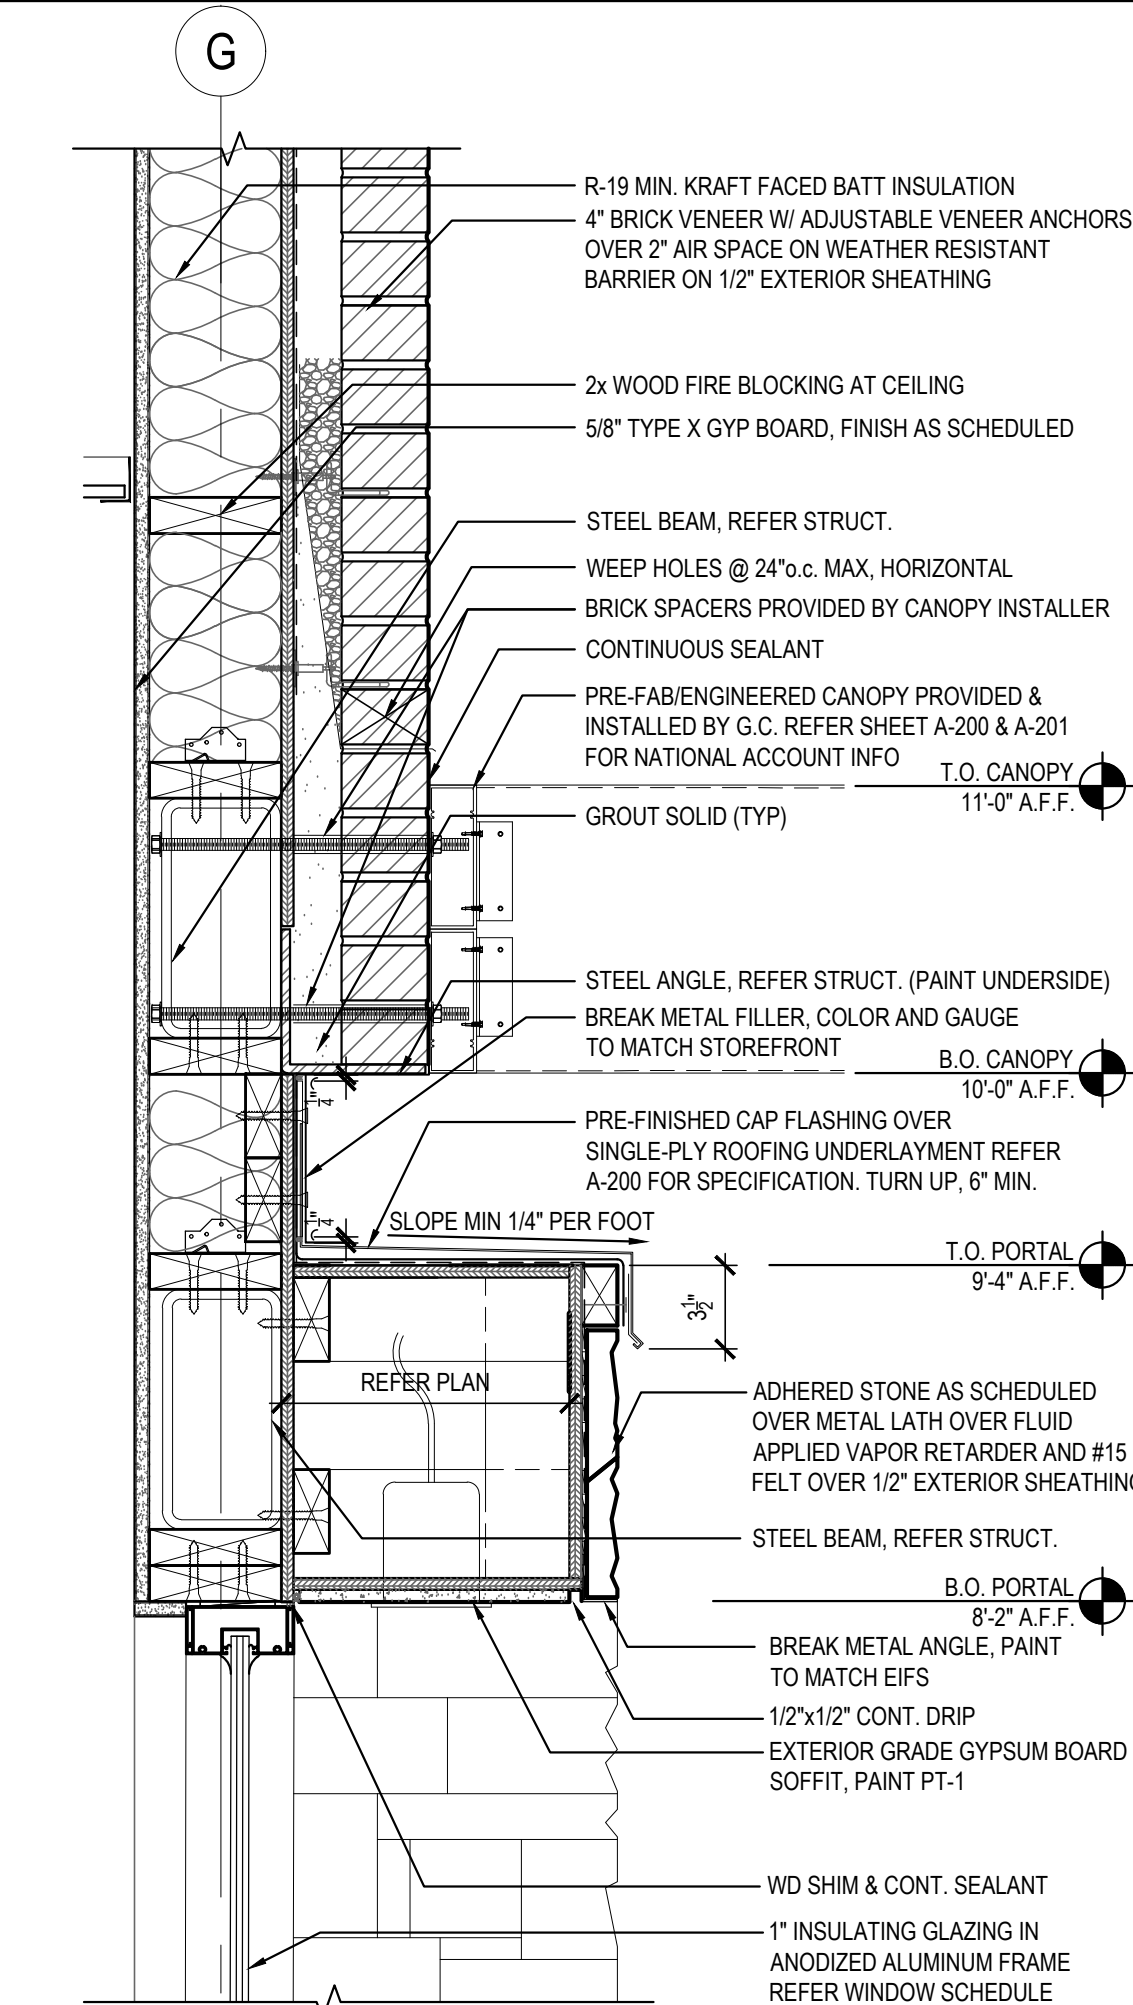 G
R-19 MIN. KRAFT FACED BATT INSULATION
4" BRICK VENEER W/ ADJUSTABLE VENEER ANCHORS
OVER 2" AIR SPACE ON WEATHER RESISTANT
BARRIER ON 1/2" EXTERIOR SHEATHING
2x WOOD FIRE BLOCKING AT CEILING
5/8" TYPE X GYP BOARD, FINISH AS SCHEDULED
STEEL BEAM, REFER STRUCT.
WEEP HOLES @ 24"o.c. MAX, HORIZONTAL
BRICK SPACERS PROVIDED BY CANOPY INSTALLER
CONTINUOUS SEALANT
PRE-FAB/ENGINEERED CANOPY PROVIDED &
INSTALLED BY G.C. REFER SHEET A-200 & A-201
FOR NATIONAL ACCOUNT INFO
T.O. CANOPY
11'-0" A.F.F.
GROUT SOLID (TYP)
STEEL ANGLE, REFER STRUCT. (PAINT UNDERSIDE)
BREAK METAL FILLER, COLOR AND GAUGE
TO MATCH STOREFRONT
B.O. CANOPY
10'-0" A.F.F.
1/4"
PRE-FINISHED CAP FLASHING OVER
SINGLE-PLY ROOFING UNDERLAYMENT REFER
A-200 FOR SPECIFICATION. TURN UP, 6" MIN.
1/4"
SLOPE MIN 1/4" PER FOOT
T.O. PORTAL
9'-4" A.F.F.
3 1/2"
REFER PLAN
ADHERED STONE AS SCHEDULED
OVER METAL LATH OVER FLUID
APPLIED VAPOR RETARDER AND #15
FELT OVER 1/2" EXTERIOR SHEATHING
STEEL BEAM, REFER STRUCT.
B.O. PORTAL
8'-2" A.F.F.
BREAK METAL ANGLE, PAINT
TO MATCH EIFS
1/2"x1/2" CONT. DRIP
EXTERIOR GRADE GYPSUM BOARD
SOFFIT, PAINT PT-1
WD SHIM & CONT. SEALANT
1" INSULATING GLAZING IN
ANODIZED ALUMINUM FRAME
REFER WINDOW SCHEDULE